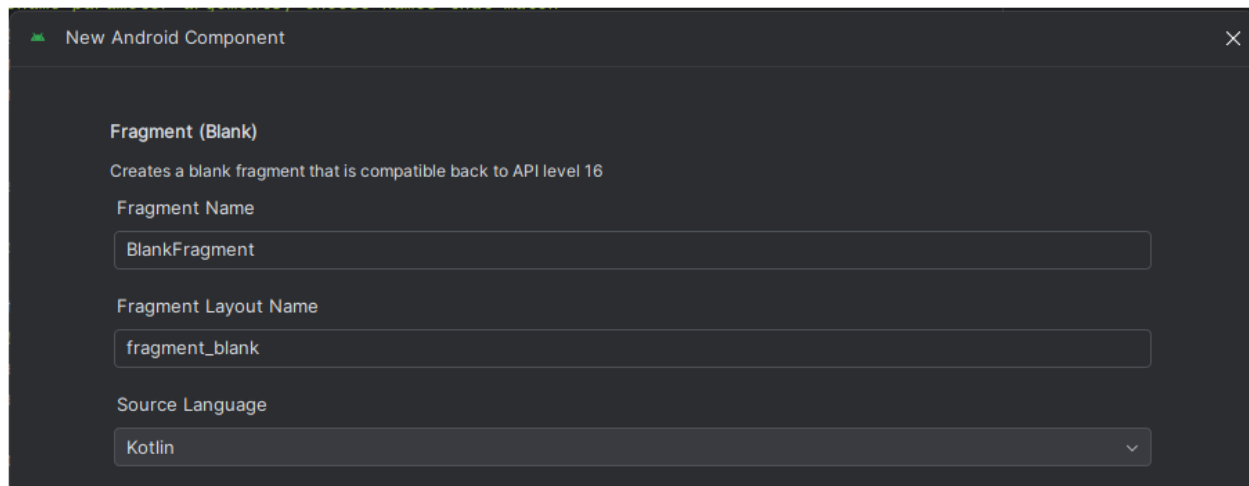 New Android Component
Fragment (Blank)
Creates a blank fragment that is compatible back to API level 16
Fragment Name
BlankFragment
Fragment Layout Name
fragment_blank
Source Language
Kotlin